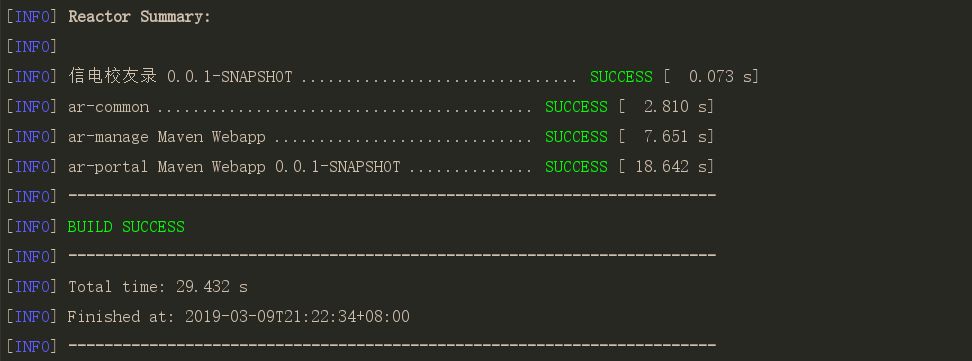 [INFO] Reactor Summary:
[INFO]
[INFO] 信电校友录 0.0.1-SNAPSHOT ............................... SUCCESS [  0.073 s]
[INFO] ar-common .......................................... SUCCESS [  2.810 s]
[INFO] ar-manage Maven Webapp ............................. SUCCESS [  7.651 s]
[INFO] ar-portal Maven Webapp 0.0.1-SNAPSHOT .............. SUCCESS [ 18.642 s]
[INFO] ------------------------------------------------------------------------
[INFO] BUILD SUCCESS
[INFO] ------------------------------------------------------------------------
[INFO] Total time: 29.432 s
[INFO] Finished at: 2019-03-09T21:22:34+08:00
[INFO] ------------------------------------------------------------------------